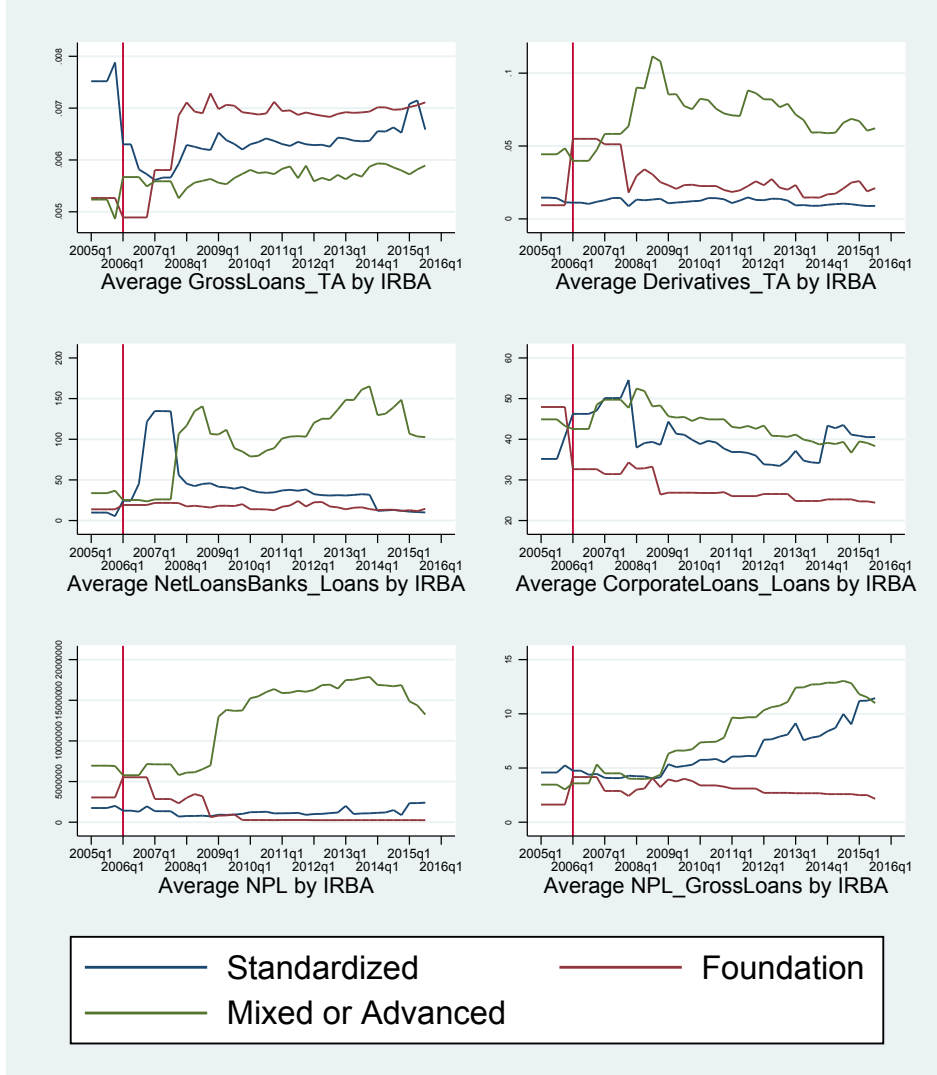 .005 .006 .007 .008
2005q1 2007q1 2009q1 2011q1 2013q1 2015q1
2006q1 2008q1 2010q1 2012q1 2014q1 2016q1
Average GrossLoans_TA by IRBA
0 .05 .1
2005q1 2007q1 2009q1 2011q1 2013q1 2015q1
2006q1 2008q1 2010q1 2012q1 2014q1 2016q1
Average Derivatives_TA by IRBA
0 50 100 150 200
2005q1 2007q1 2009q1 2011q1 2013q1 2015q1
2006q1 2008q1 2010q1 2012q1 2014q1 2016q1
Average NetLoansBanks_Loans by IRBA
20 30 40 50 60
2005q1 2007q1 2009q1 2011q1 2013q1 2015q1
2006q1 2008q1 2010q1 2012q1 2014q1 2016q1
Average CorporateLoans_Loans by IRBA
0 5000000 10000000 15000000 20000000
2005q1 2007q1 2009q1 2011q1 2013q1 2015q1
2006q1 2008q1 2010q1 2012q1 2014q1 2016q1
Average NPL by IRBA
0 5 10 15
2005q1 2007q1 2009q1 2011q1 2013q1 2015q1
2006q1 2008q1 2010q1 2012q1 2014q1 2016q1
Average NPL_GrossLoans by IRBA
Standardized Foundation
Mixed or Advanced